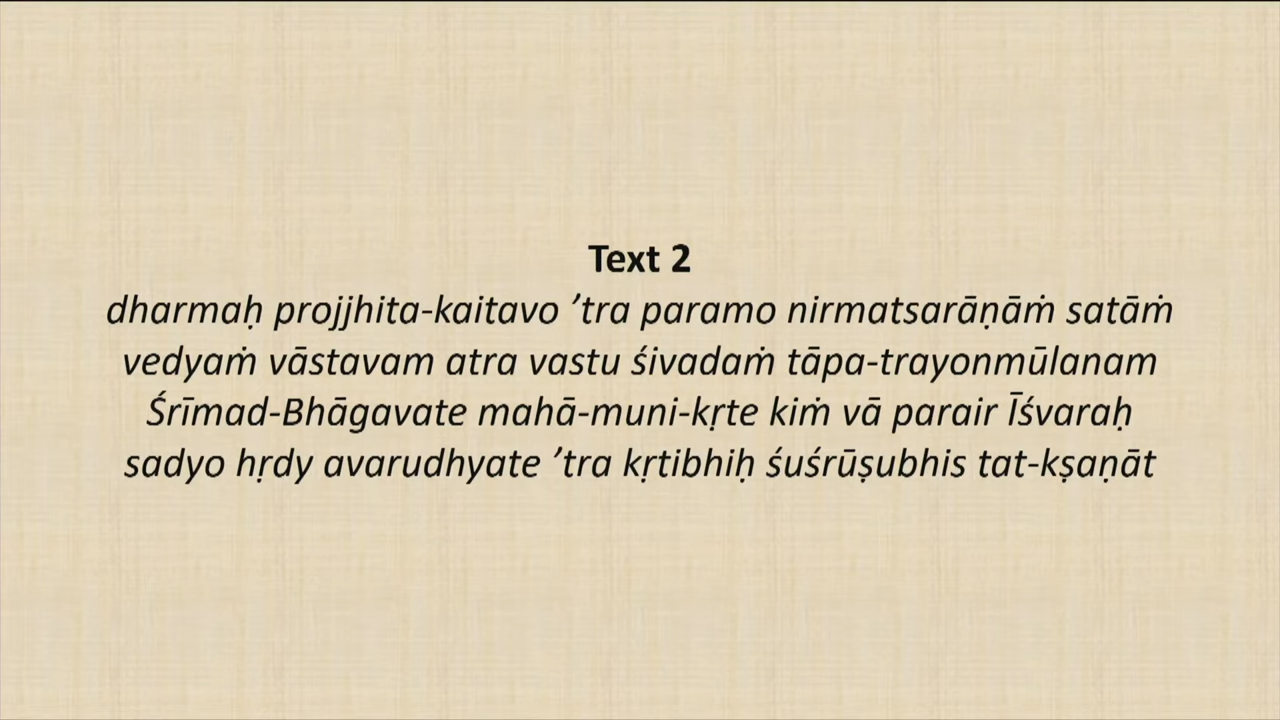 Text 2
dharmaḥ projjhita-kaitavo ’tra paramo nirmatsarāṇāṁ satāṁ
vedyaṁ vāstavam atra vastu śivadaṁ tāpa-trayonmūlanam
Śrīmad-Bhāgavate mahā-muni-kṛte kiṁ vā parair Īśvaraḥ
sadyo hṛdy avarudhyate ’tra kṛtibhiḥ śuśrūṣubhis tat-kṣaṇāt